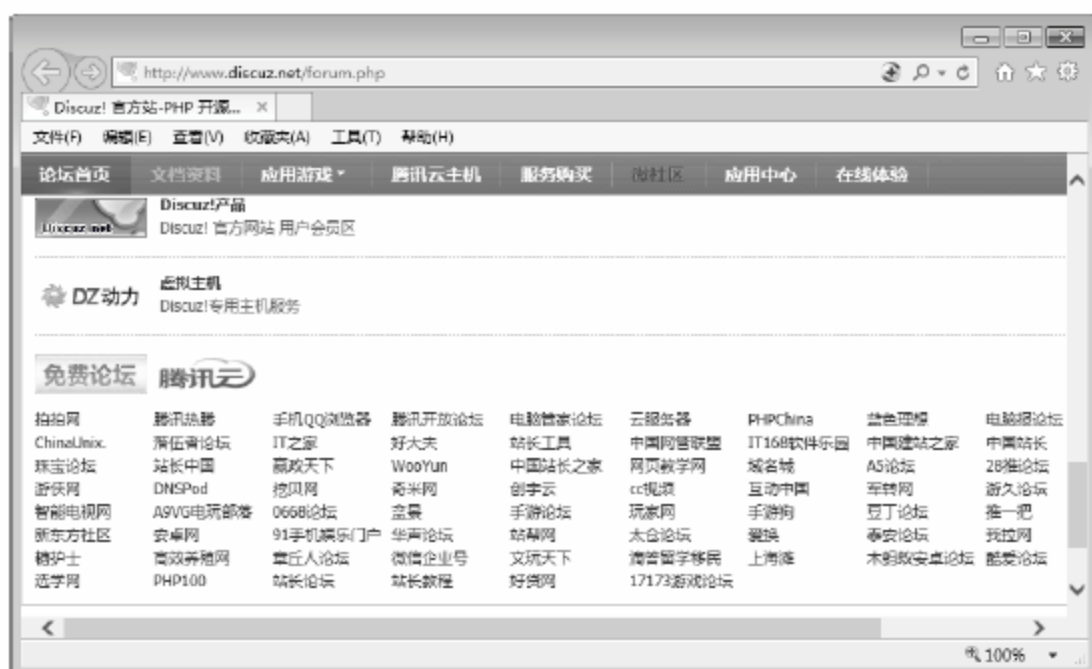 http://www.discuz.net/forum.php
Discuz! 官方站-PHP 开源... ×
文件(F) 编辑(E) 查看(V) 收藏夹(A) 工具(T) 帮助(H)
论坛首页 文档资料 应用游戏 腾讯云主机 服务购买 淘社区 应用中心 在线体验
Discuz!产品
Discuz! 官方网站 用户会员区
DZ动力
虚拟主机
Discuz!专用主机服务
免费论坛 腾讯云
拍拍网 腾讯热腾 手机QQ浏览器 腾讯开放论坛 电脑管家论坛 云服务器 PHPChina 蓝色理想 电脑报论坛
ChinaUnix. 落伍者论坛 IT之家 好大夫 站长工具 中国网管联盟 IT168软件乐园 中国建站之家 中国站长
珠宝论坛 站长中国 嬴政天下 WooYun 中国站长之家 网页教学网 域名城 A5论坛 28推论坛
游侠网 DNSPod 挖贝网 奇米网 创宇云 cc视频 互动中国 军转网 游久论坛
智能电视网 A9VG电玩部落 0668论坛 手游论坛 玩家网 手游狗 豆丁论坛 推一把
新东方社区 安卓网 91手机娱乐门户 华声论坛 站帮网 太仓论坛 爱换 泰安论坛 我拉网
护士 高效养殖网 章丘人论坛 微信企业号 文玩天下 滴答留学移民 上海滩 木蚂蚁安卓论坛 酷爱论坛
选学网 PHP100 站长论坛 站长教程 好贷网 17173游戏论坛
100%